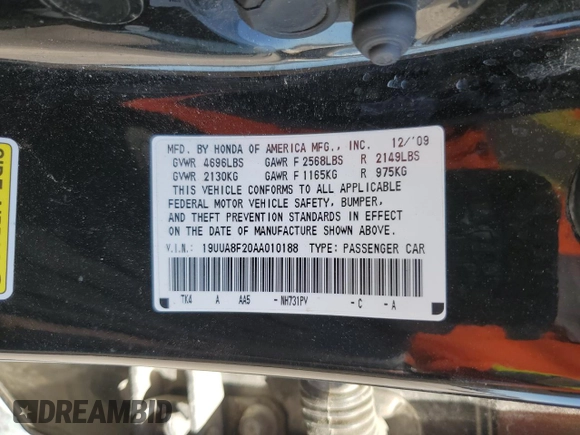 MFD. BY HONDA OF AMERICA MFG., INC. 12/'09
GVWR 4696LBS GAWR F 2568LBS R 2149LBS
GVWR 2130KG GAWR F 1165KG R 975KG
THIS VEHICLE CONFORMS TO ALL APPLICABLE
FEDERAL MOTOR VEHICLE SAFETY, BUMPER,
AND THEFT PREVENTION STANDARDS IN EFFECT
ON THE DATE OF MANUFACTURE SHOWN ABOVE.
V.I.N.: 19UUA8F20AA010188 TYPE: PASSENGER CAR
TK4 A AA5 -NH731PV -C -A
DREAMBID